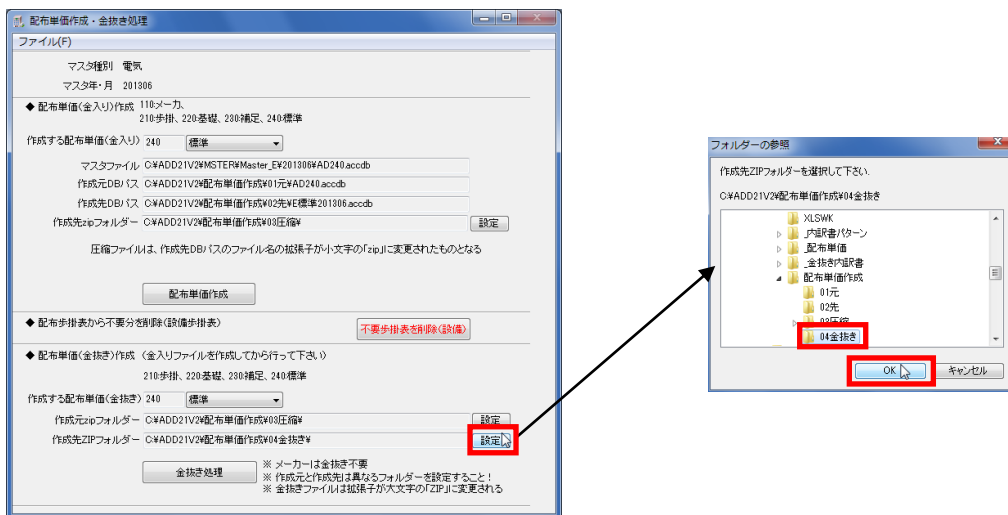 配布単価作成・金抜き処理
ファイル(F)
マスタ種別 電気
マスタ年・月 201306
◆ 配布単価(金入り)作成 110:メーカ、
210:歩掛、220:基礎、230:補足、240:標準
作成する配布単価(金入り) 240 標準
マスタファイル C:¥ADD21V2¥MSTER¥Master_E¥201306¥AD240.accdb
作成元DBパス C:¥ADD21V2¥配布単価作成¥01元¥AD240.accdb
作成先DBパス C:¥ADD21V2¥配布単価作成¥02先¥E標準201306.accdb
作成先zipフォルダー C:¥ADD21V2¥配布単価作成¥03圧縮¥ 設定
圧縮ファイルは、作成先DBパスのファイル名の拡張子が小文字の「zip」に変更されたものとなる
配布単価作成
◆ 配布歩掛表から不要分を削除(設備歩掛表) 不要歩掛表を削除(設備)
◆ 配布単価(金抜き)作成 (金入りファイルを作成してから行って下さい)
210:歩掛、220:基礎、230:補足、240:標準
作成する配布単価(金抜き) 240 標準
作成元zipフォルダー C:¥ADD21V2¥配布単価作成¥03圧縮¥ 設定
作成先ZIPフォルダー C:¥ADD21V2¥配布単価作成¥04金抜き¥ 設定
金抜き処理 ※ メーカーは金抜き不要
※ 作成元と作成先は異なるフォルダーを設定すること!
※ 金抜きファイルは拡張子が大文字の「ZIP」に変更される
フォルダーの参照
作成先ZIPフォルダーを選択して下さい.
C:¥ADD21V2¥配布単価作成¥04金抜き
XLSWK
_内訳書パターン
_配布単価
_金抜き内訳書
配布単価作成
01元
02先
03圧縮
04金抜き
OK キャンセル